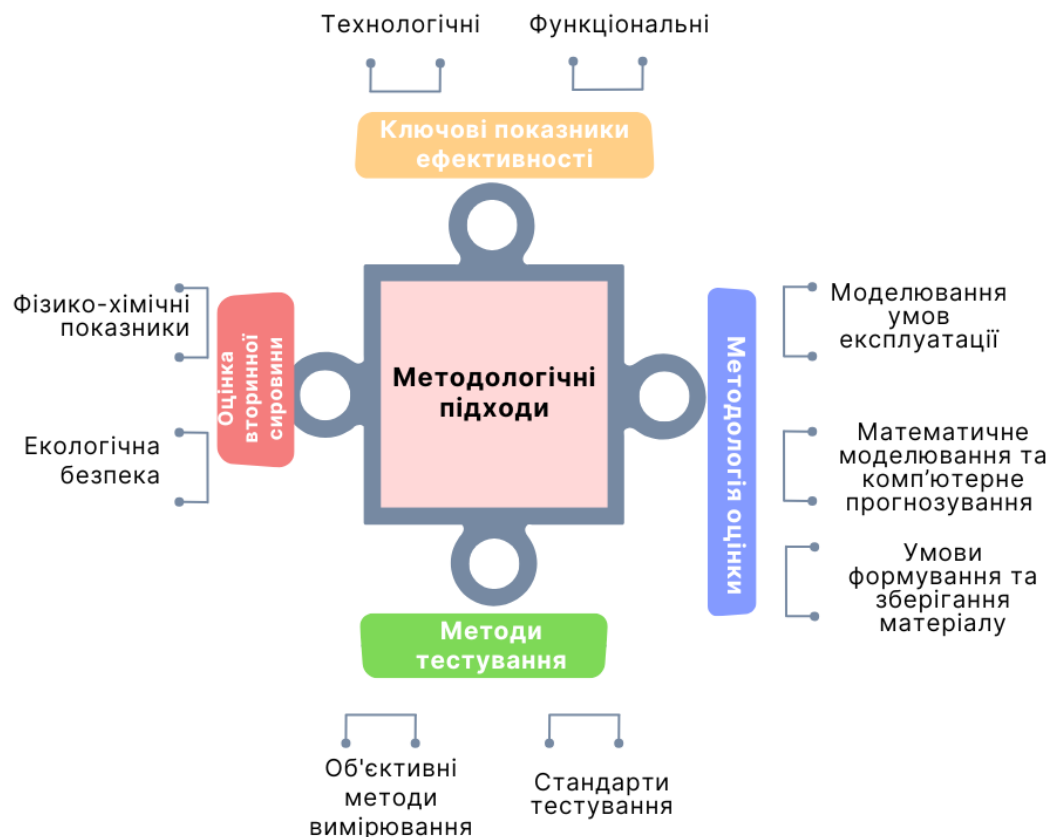 Технологічні
Функціональні
Ключові показники
ефективності
Фізико-хімічні
показники
Екологічна
безпека
Оцінка
вторинної
сировини
Методологічні
підходи
Методологія оцінки
Моделювання
умов
експлуатації
Математичне
моделювання та
комп’ютерне
прогнозування
Умови
формування та
зберігання
матеріалу
Методи
тестування
Об'єктивні
методи
вимірювання
Стандарти
тестування